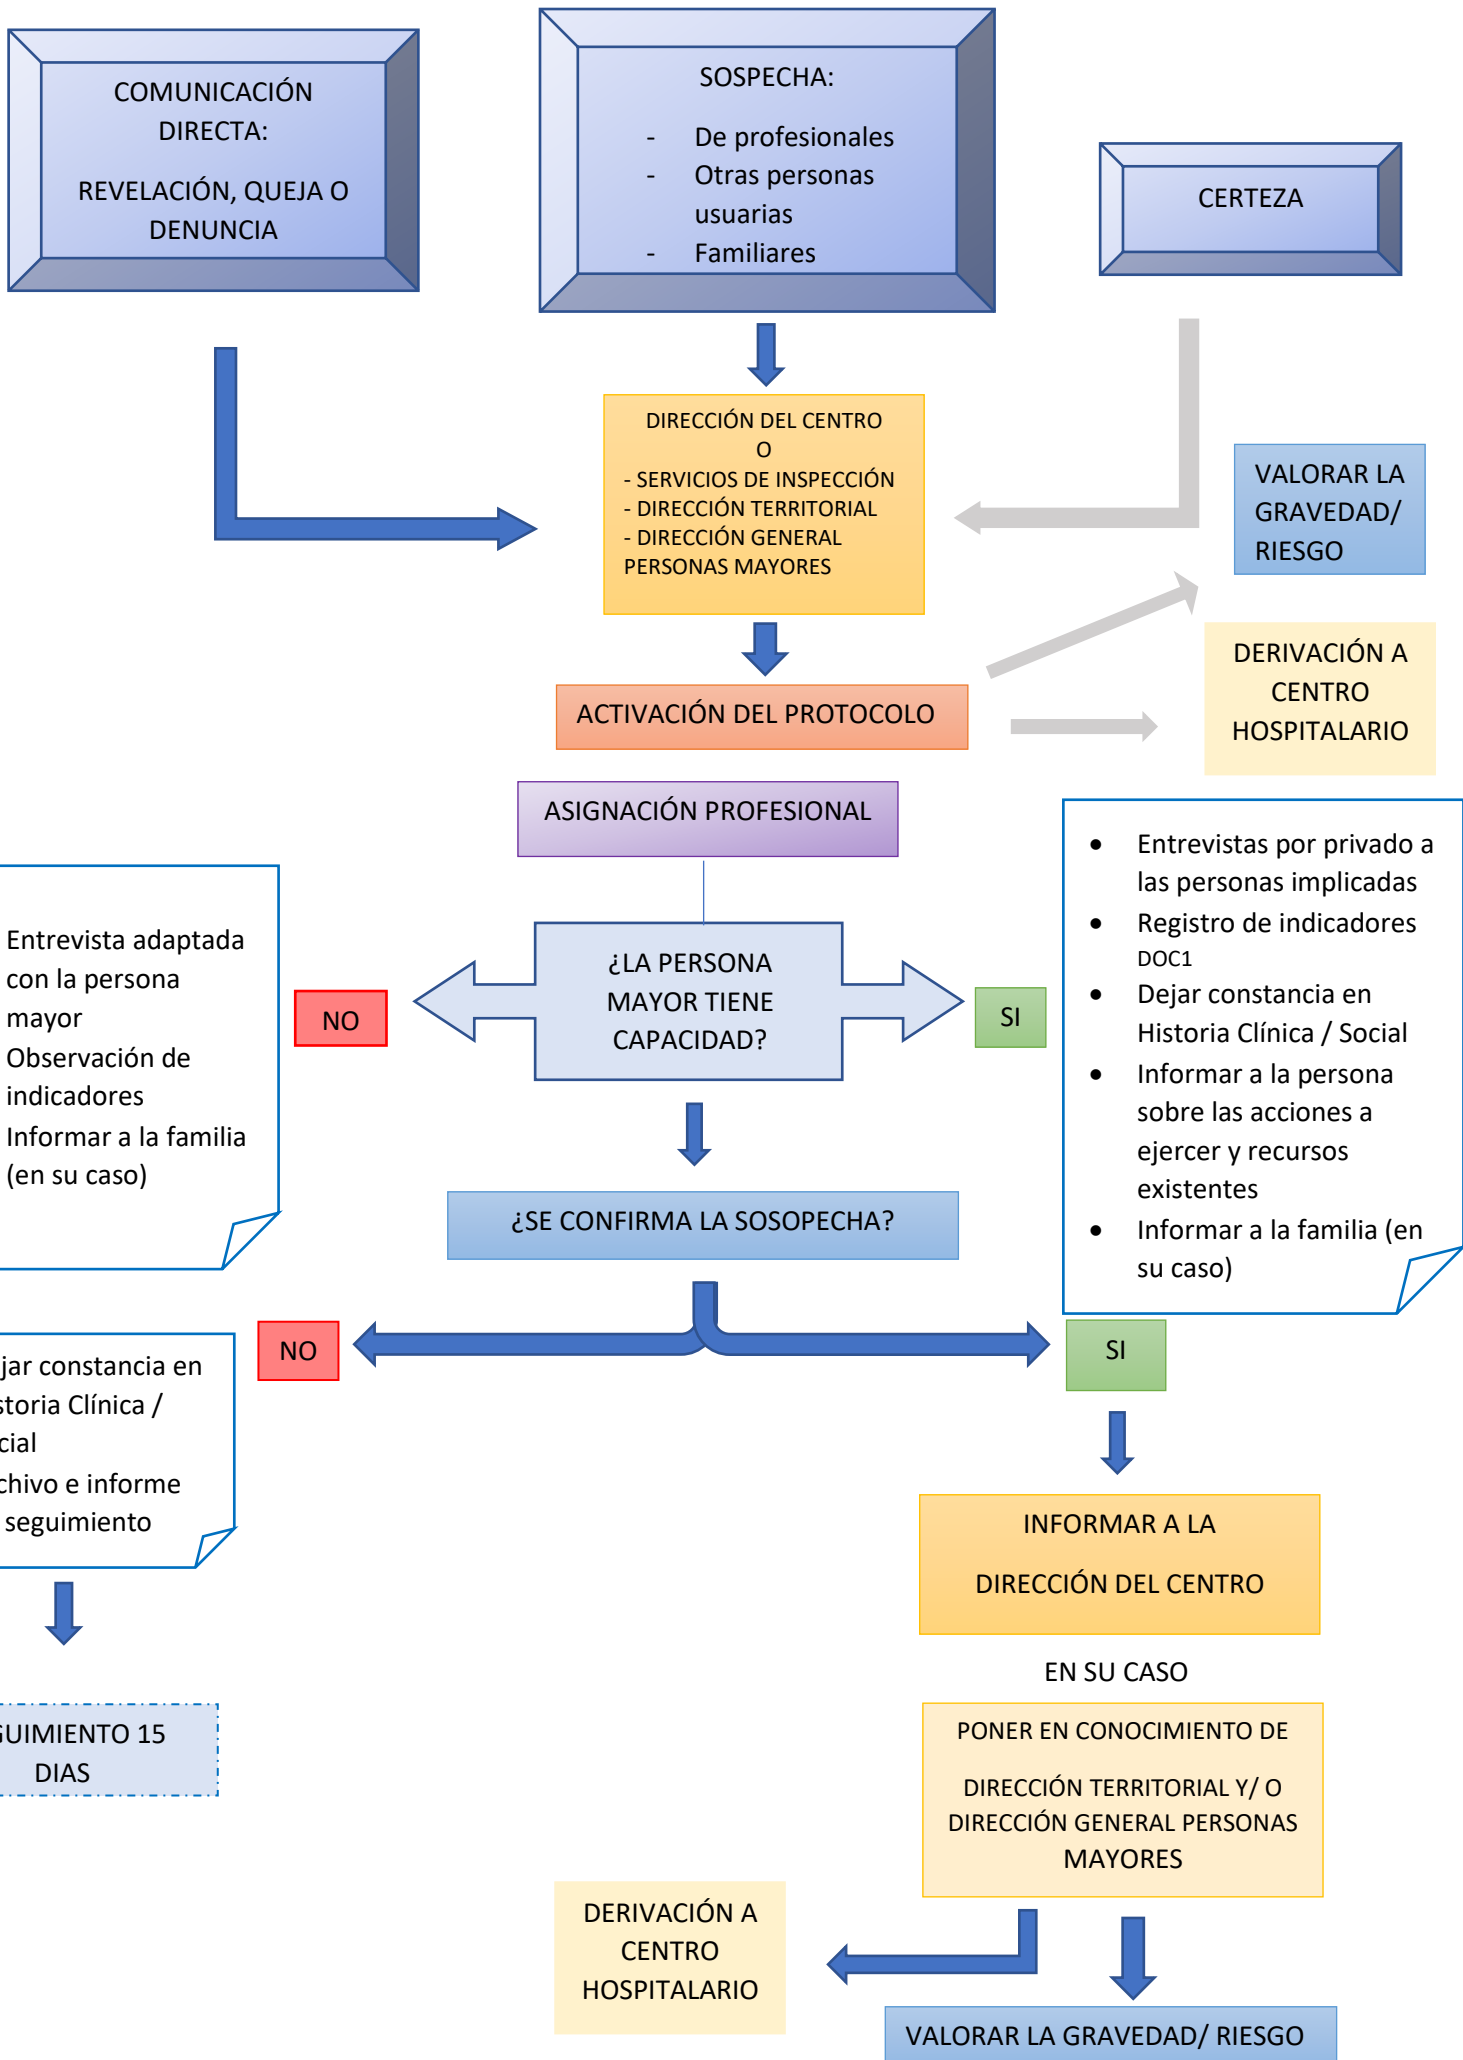 COMUNICACIÓN
DIRECTA:
REVELACIÓN, QUEJA O
DENUNCIA
SOSPECHA:
- De profesionales
- Otras personas
usuarias
- Familiares
CERTEZA
DIRECCIÓN DEL CENTRO
O
- SERVICIOS DE INSPECCIÓN
- DIRECCIÓN TERRITORIAL
- DIRECCIÓN GENERAL
PERSONAS MAYORES
VALORAR LA
GRAVEDAD/
RIESGO
DERIVACIÓN A
CENTRO
HOSPITALARIO
ACTIVACIÓN DEL PROTOCOLO
ASIGNACIÓN PROFESIONAL
¿LA PERSONA
MAYOR TIENE
CAPACIDAD?
NO
Entrevista adaptada
con la persona
mayor
Observación de
indicadores
Informar a la familia
(en su caso)
SI
• Entrevistas por privado a
las personas implicadas
• Registro de indicadores
DOC1
• Dejar constancia en
Historia Clínica / Social
• Informar a la persona
sobre las acciones a
ejercer y recursos
existentes
• Informar a la familia (en
su caso)
¿SE CONFIRMA LA SOSOPECHA?
NO
jar constancia en
storia Clínica /
cial
chivo e informe
seguimiento
GUIMIENTO 15
DIAS
SI
INFORMAR A LA
DIRECCIÓN DEL CENTRO
EN SU CASO
PONER EN CONOCIMIENTO DE
DIRECCIÓN TERRITORIAL Y/ O
DIRECCIÓN GENERAL PERSONAS
MAYORES
DERIVACIÓN A
CENTRO
HOSPITALARIO
VALORAR LA GRAVEDAD/ RIESGO